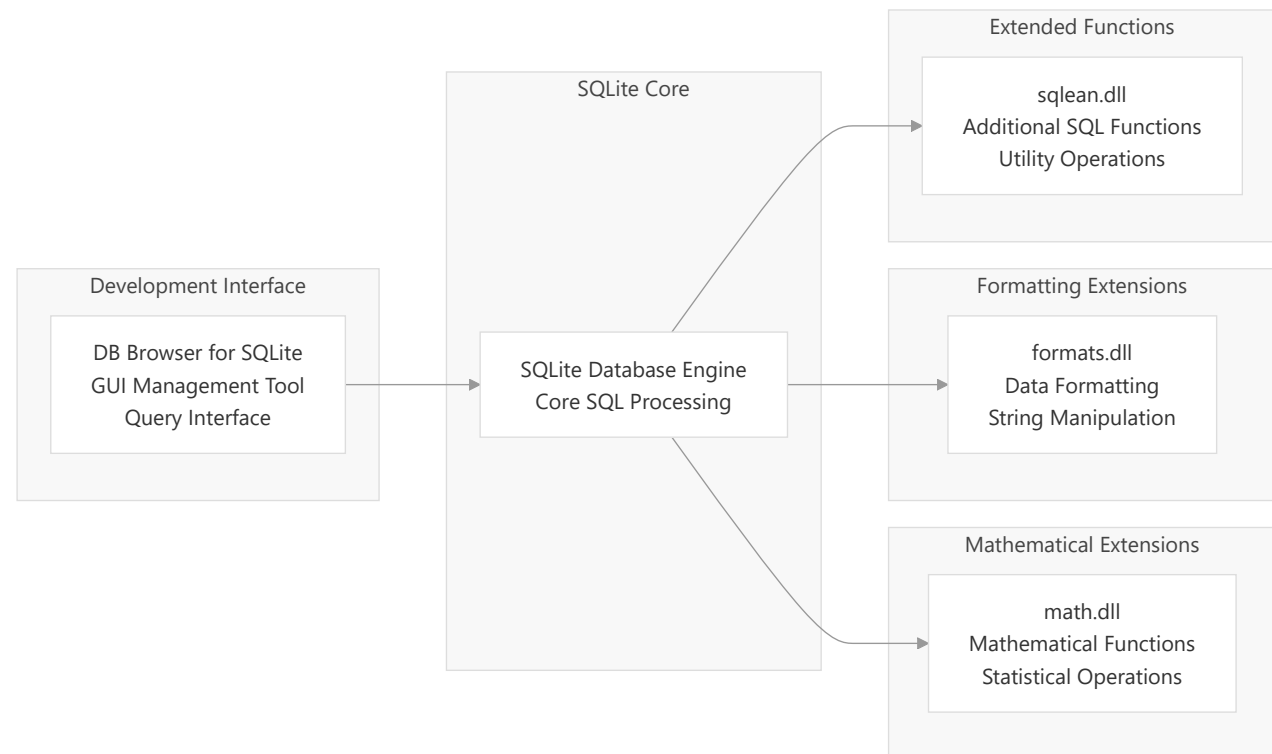 Development Interface
DB Browser for SQLite
GUI Management Tool
Query Interface
SQLite Core
SQLite Database Engine
Core SQL Processing
Extended Functions
sqlean.dll
Additional SQL Functions
Utility Operations
Formatting Extensions
formats.dll
Data Formatting
String Manipulation
Mathematical Extensions
math.dll
Mathematical Functions
Statistical Operations